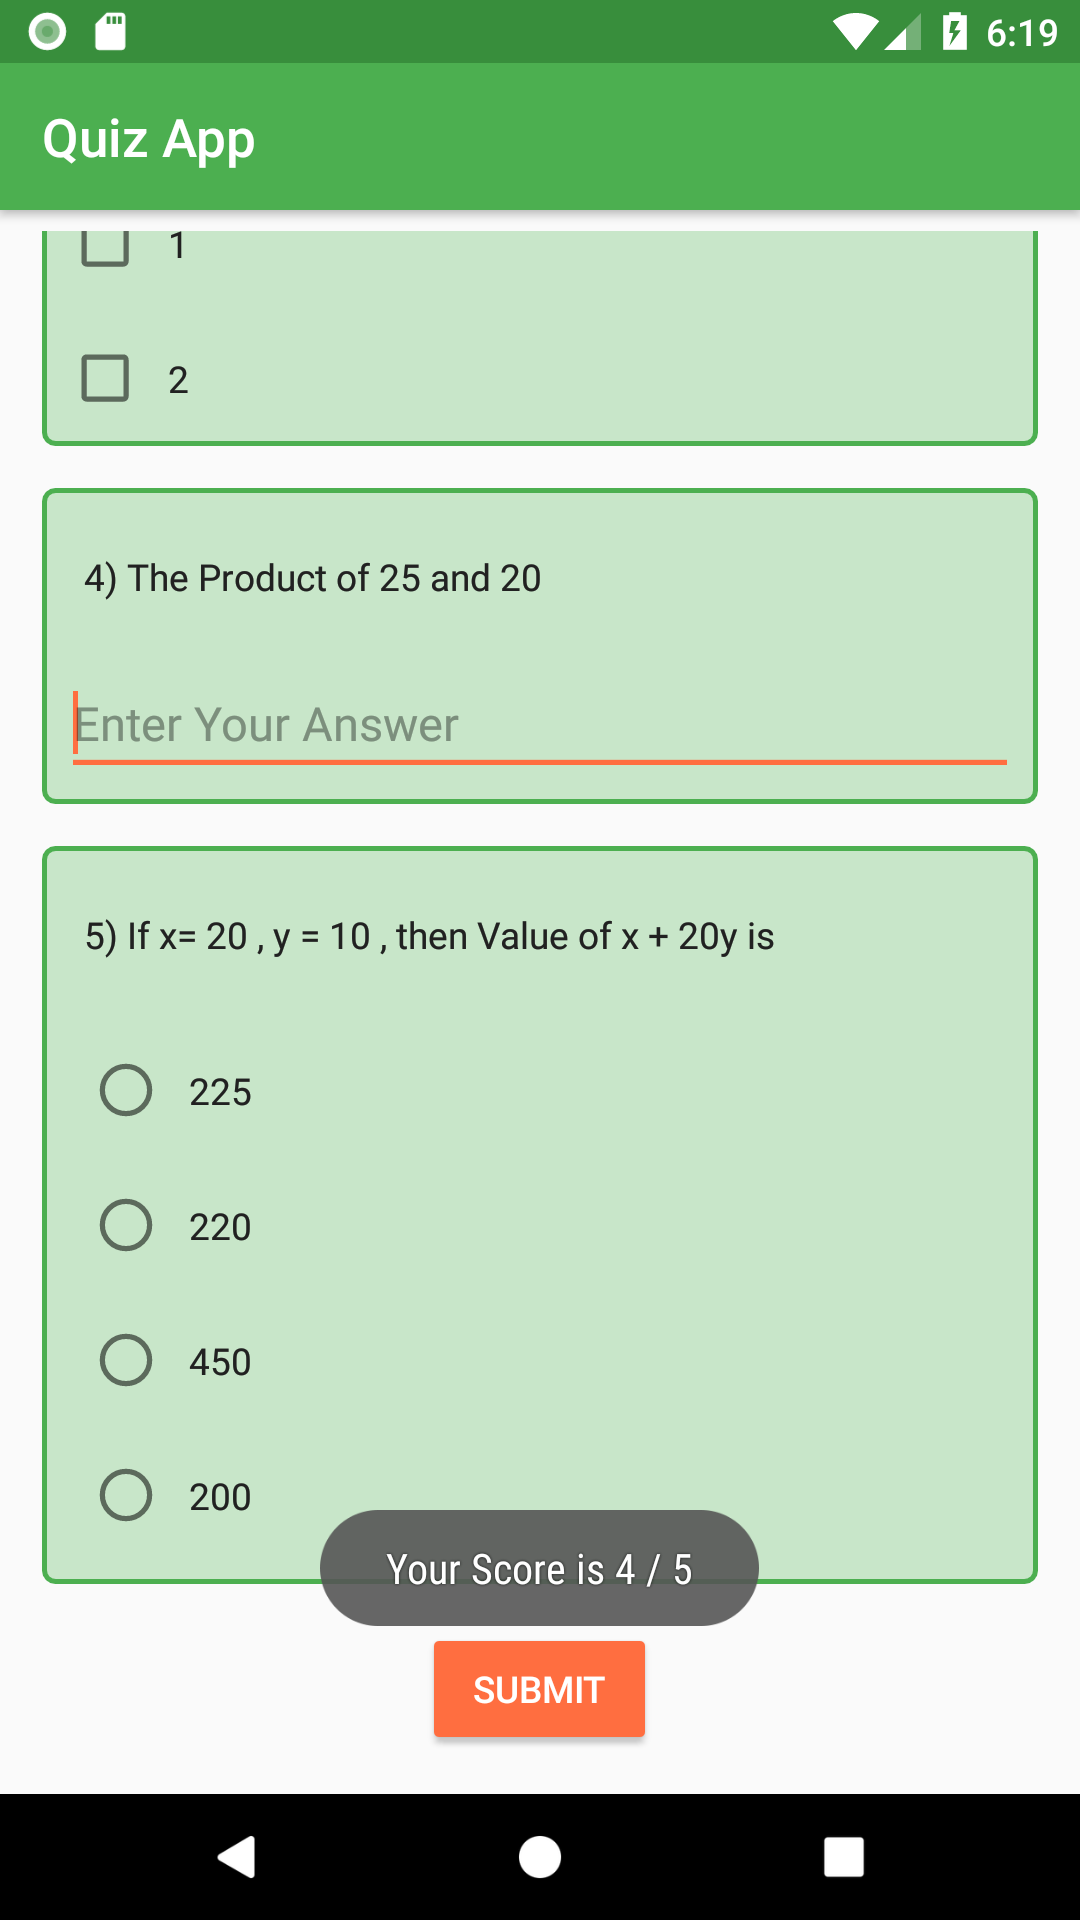 6:19
Quiz App
1
2
4) The Product of 25 and 20
Enter Your Answer
5) If x= 20 , y = 10 , then Value of x + 20y is
225
220
450
200
Your Score is 4 / 5
SUBMIT